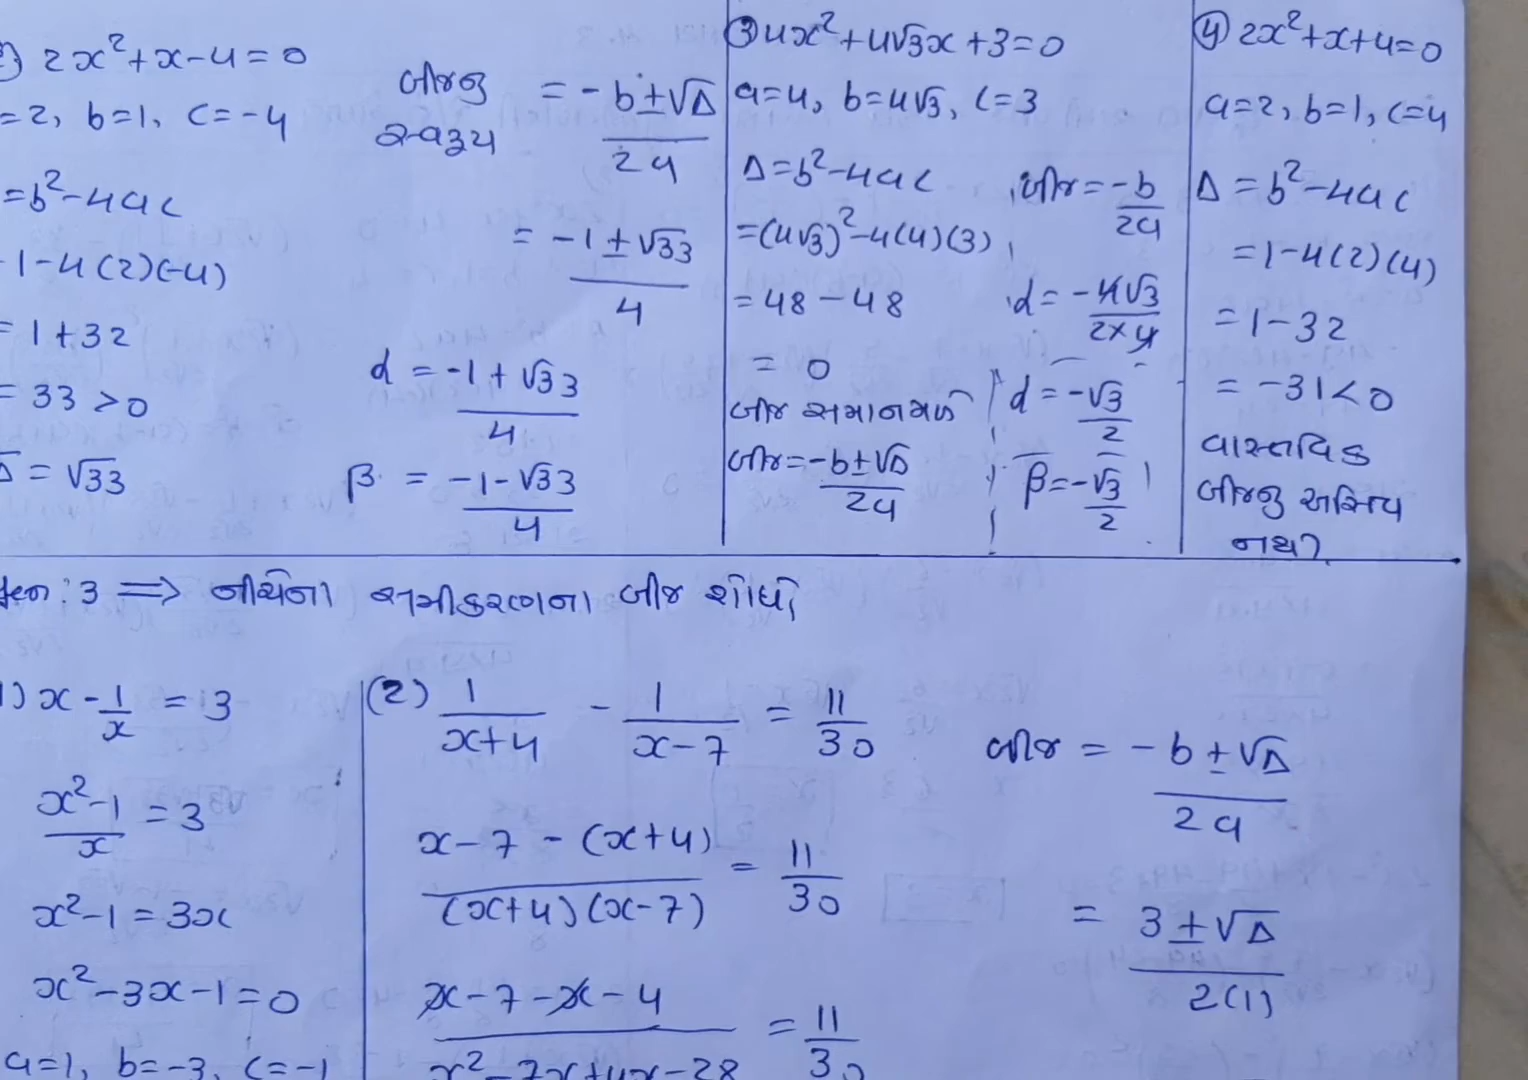 2x²+x-4=0
=2, b=1, c=-4
=b²-4ac
1-4(2)(-4)
= 1+32
= 33 >0
= √33
બીજનુ = -b±√Δ / 2a
= -1±√33 / 4
α = -1+√33 / 4
β = -1-√33 / 4
③ 4x²+4√3x+3=0
a=4, b=4√3, c=3
Δ=b²-4ac
=(4√3)²-4(4)(3)
=48-48
= 0
બીજ સમાન મળે
બીજ=-b±√Δ / 2a
બીજ=-b / 2a
α=-4√3 / 2×4
α=-√3 / 2
β=-√3 / 2
④ 2x²+x+4=0
a=2, b=1, c=4
Δ=b²-4ac
=1-4(2)(4)
=1-32
= -31<0
વાસ્તવિક
બીજનુ અસ્તિત્વ
નથી
: 3 ⇒ નીચેના સમીકરણના બીજ શોધો
1) x-1/x = 3
x²-1 / x = 3
x²-1=3x
x²-3x-1=0
a=1, b=-3, c=-1
(2) 1 / x+4 - 1 / x-7 = 11 / 30
x-7-(x+4) / (x+4)(x-7) = 11 / 30
x-7-x-4 / x²-7x+4x-28 = 11 / 30
બીજ = -b±√Δ / 2a
= 3±√Δ / 2(1)